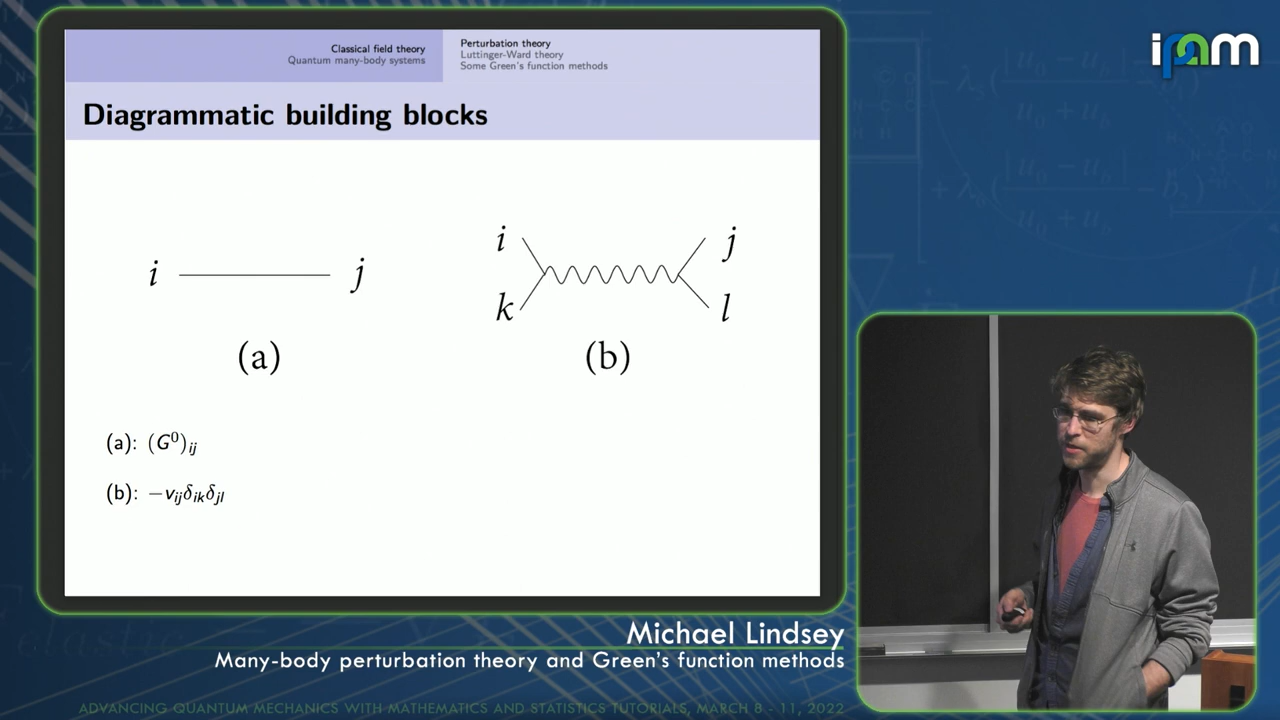 Classical field theory
Quantum many-body systems
Perturbation theory
Luttinger-Ward theory
Some Green's function methods
ipam
Diagrammatic building blocks
i j
i j
k l
(a) (b)
(a): (G⁰)ᵢⱼ
(b): −vᵢⱼδᵢₖδⱼₗ
Michael Lindsey
Many-body perturbation theory and Green's function methods
ADVANCING QUANTUM MECHANICS WITH MATHEMATICS AND STATISTICS TUTORIALS, MARCH 8 - 11, 2022